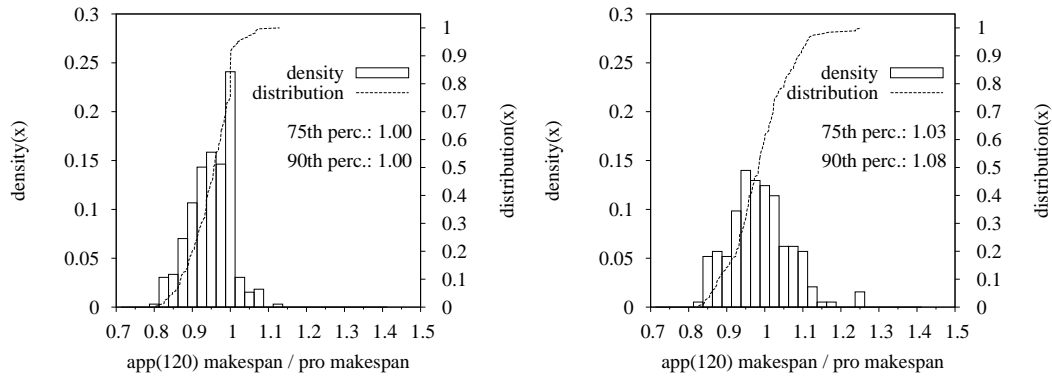 0.3
0.25
0.2
0.15
0.1
0.05
0
density(x)
0.7 0.8 0.9 1 1.1 1.2 1.3 1.4 1.5
app(120) makespan / pro makespan
1
0.9
0.8
0.7
0.6
0.5
0.4
0.3
0.2
0.1
0
distribution(x)
density
distribution
75th perc.: 1.00
90th perc.: 1.00
0.3
0.25
0.2
0.15
0.1
0.05
0
density(x)
0.7 0.8 0.9 1 1.1 1.2 1.3 1.4 1.5
app(120) makespan / pro makespan
1
0.9
0.8
0.7
0.6
0.5
0.4
0.3
0.2
0.1
0
distribution(x)
density
distribution
75th perc.: 1.03
90th perc.: 1.08